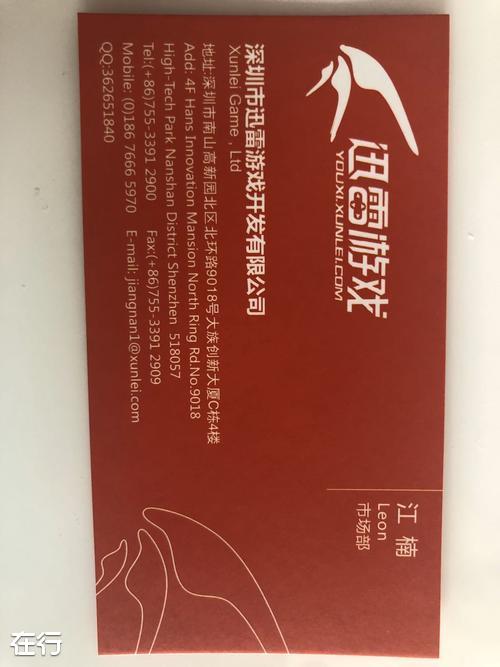 迅雷游戏
YOUXI.XUNLEI.COM
江 楠
Leon
市场部
深圳市迅雷游戏开发有限公司
Xunlei Game , Ltd
地址:深圳市南山高新园北区北环路9018号大族创新大厦C栋4楼
Add: 4F Hans Innovation Mansion North Ring Rd.No.9018
High-Tech Park Nanshan District Shenzhen 518057
Tel:(+86)755-3391 2900 Fax:(+86)755-3391 2909
Mobile: (0)186 7666 5970 E-mail: jiangnan1@xunlei.com
QQ:362651840
在行